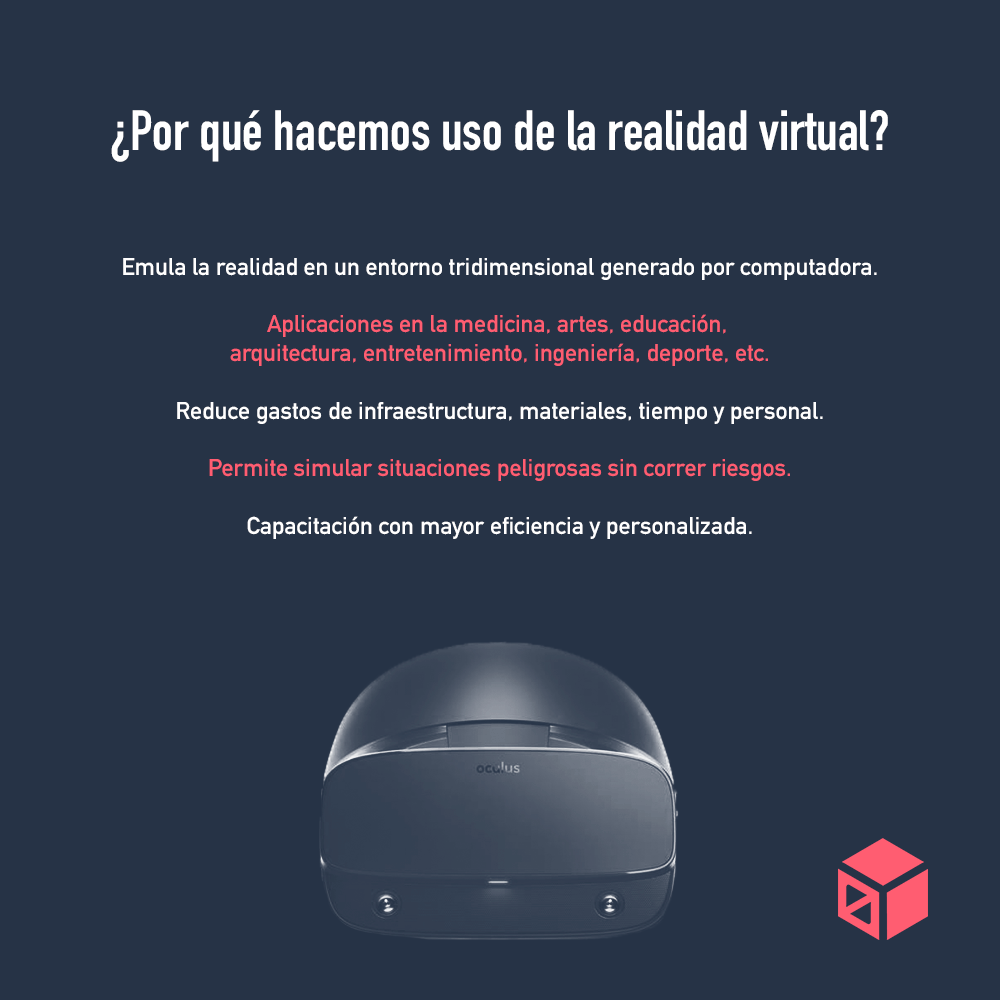 ¿Por qué hacemos uso de la realidad virtual?
Emula la realidad en un entorno tridimensional generado por computadora.
Aplicaciones en la medicina, artes, educación,
arquitectura, entretenimiento, ingeniería, deporte, etc.
Reduce gastos de infraestructura, materiales, tiempo y personal.
Permite simular situaciones peligrosas sin correr riesgos.
Capacitación con mayor eficiencia y personalizada.
oculus